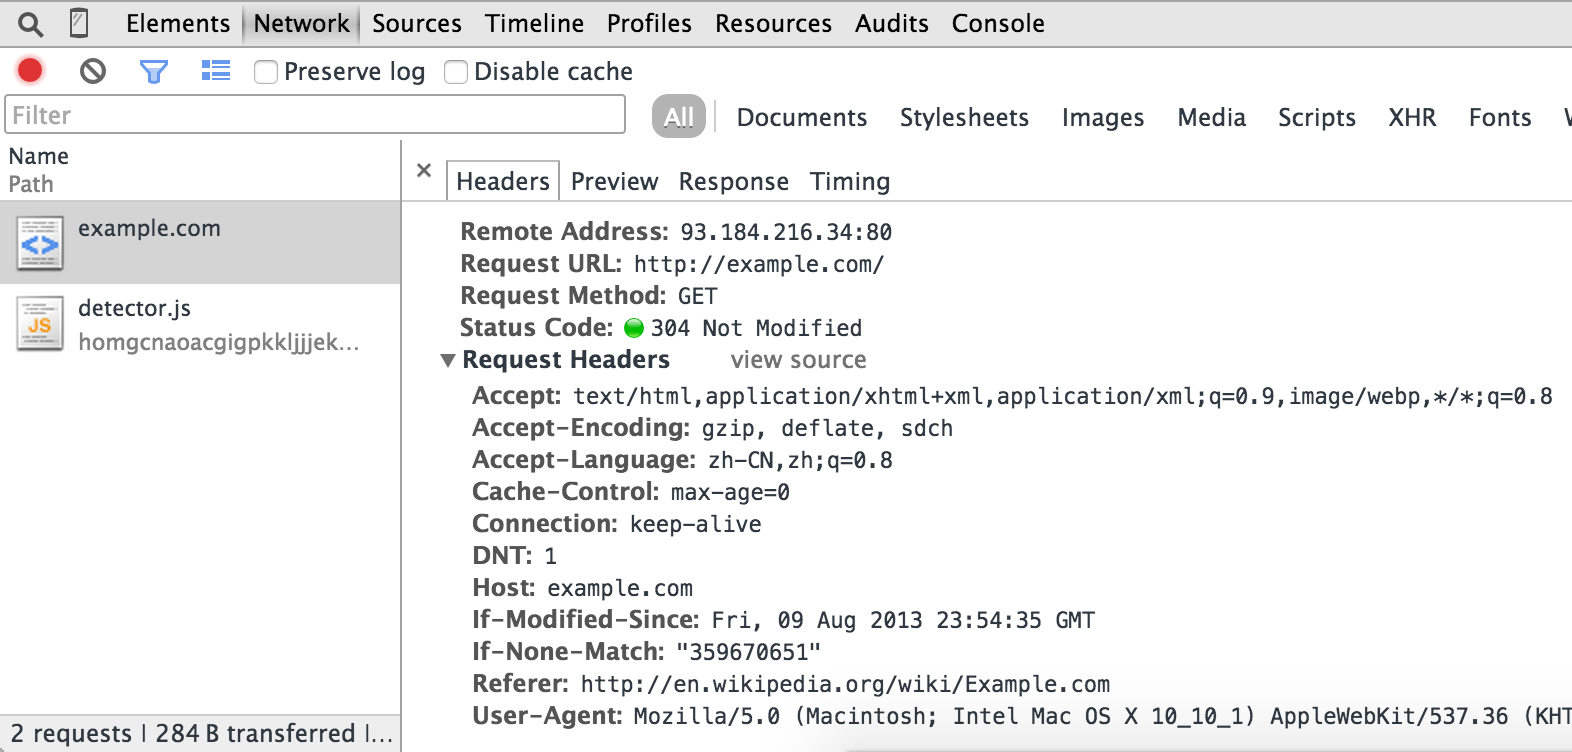 Elements Network Sources Timeline Profiles Resources Audits Console
Preserve log Disable cache
Filter All Documents Stylesheets Images Media Scripts XHR Fonts
Name
Path
× Headers Preview Response Timing
example.com
detector.js
homgcnaoacgigpkkljjjek...
Remote Address: 93.184.216.34:80
Request URL: http://example.com/
Request Method: GET
Status Code: 304 Not Modified
Request Headers view source
Accept: text/html,application/xhtml+xml,application/xml;q=0.9,image/webp,*/*;q=0.8
Accept-Encoding: gzip, deflate, sdch
Accept-Language: zh-CN,zh;q=0.8
Cache-Control: max-age=0
Connection: keep-alive
DNT: 1
Host: example.com
If-Modified-Since: Fri, 09 Aug 2013 23:54:35 GMT
If-None-Match: "359670651"
Referer: http://en.wikipedia.org/wiki/Example.com
User-Agent: Mozilla/5.0 (Macintosh; Intel Mac OS X 10_10_1) AppleWebKit/537.36 (KHT
2 requests | 284 B transferred |...